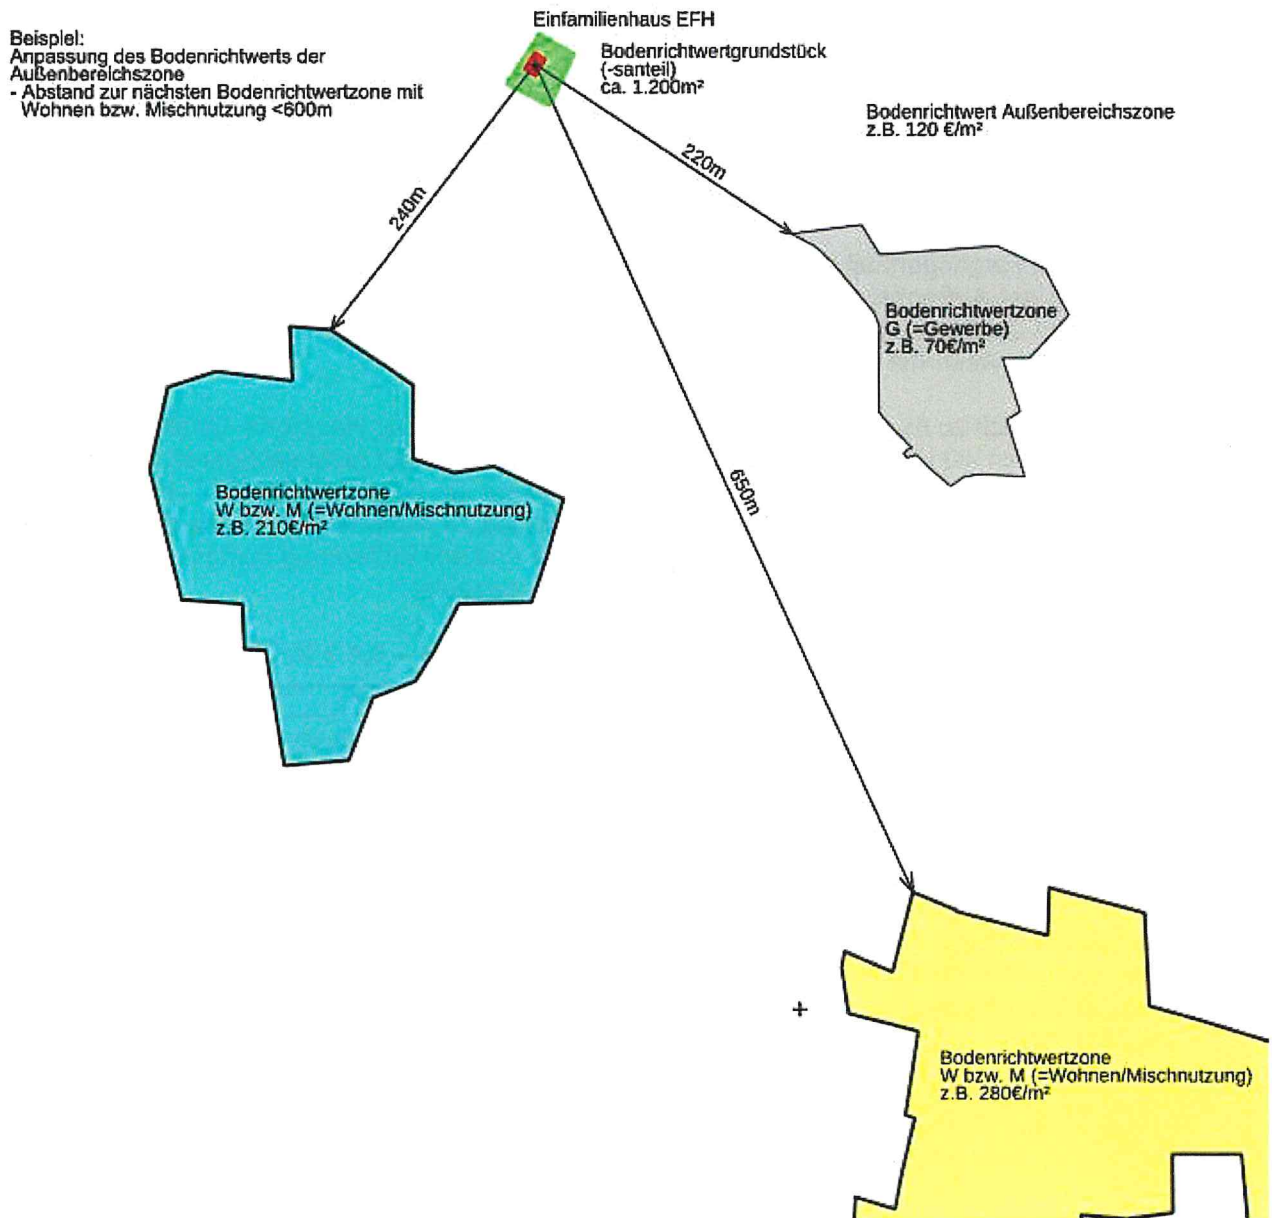 Beispiel:
Anpassung des Bodenrichtwerts der
Außenbereichszone
- Abstand zur nächsten Bodenrichtwertzone mit
Wohnen bzw. Mischnutzung <600m
Einfamilienhaus EFH
Bodenrichtwertgrundstück
(-santeil)
ca. 1.200m²
Bodenrichtwert Außenbereichszone
z.B. 120 €/m²
240m
220m
650m
Bodenrichtwertzone
G (=Gewerbe)
z.B. 70€/m²
Bodenrichtwertzone
W bzw. M (=Wohnen/Mischnutzung)
z.B. 210€/m²
Bodenrichtwertzone
W bzw. M (=Wohnen/Mischnutzung)
z.B. 280€/m²